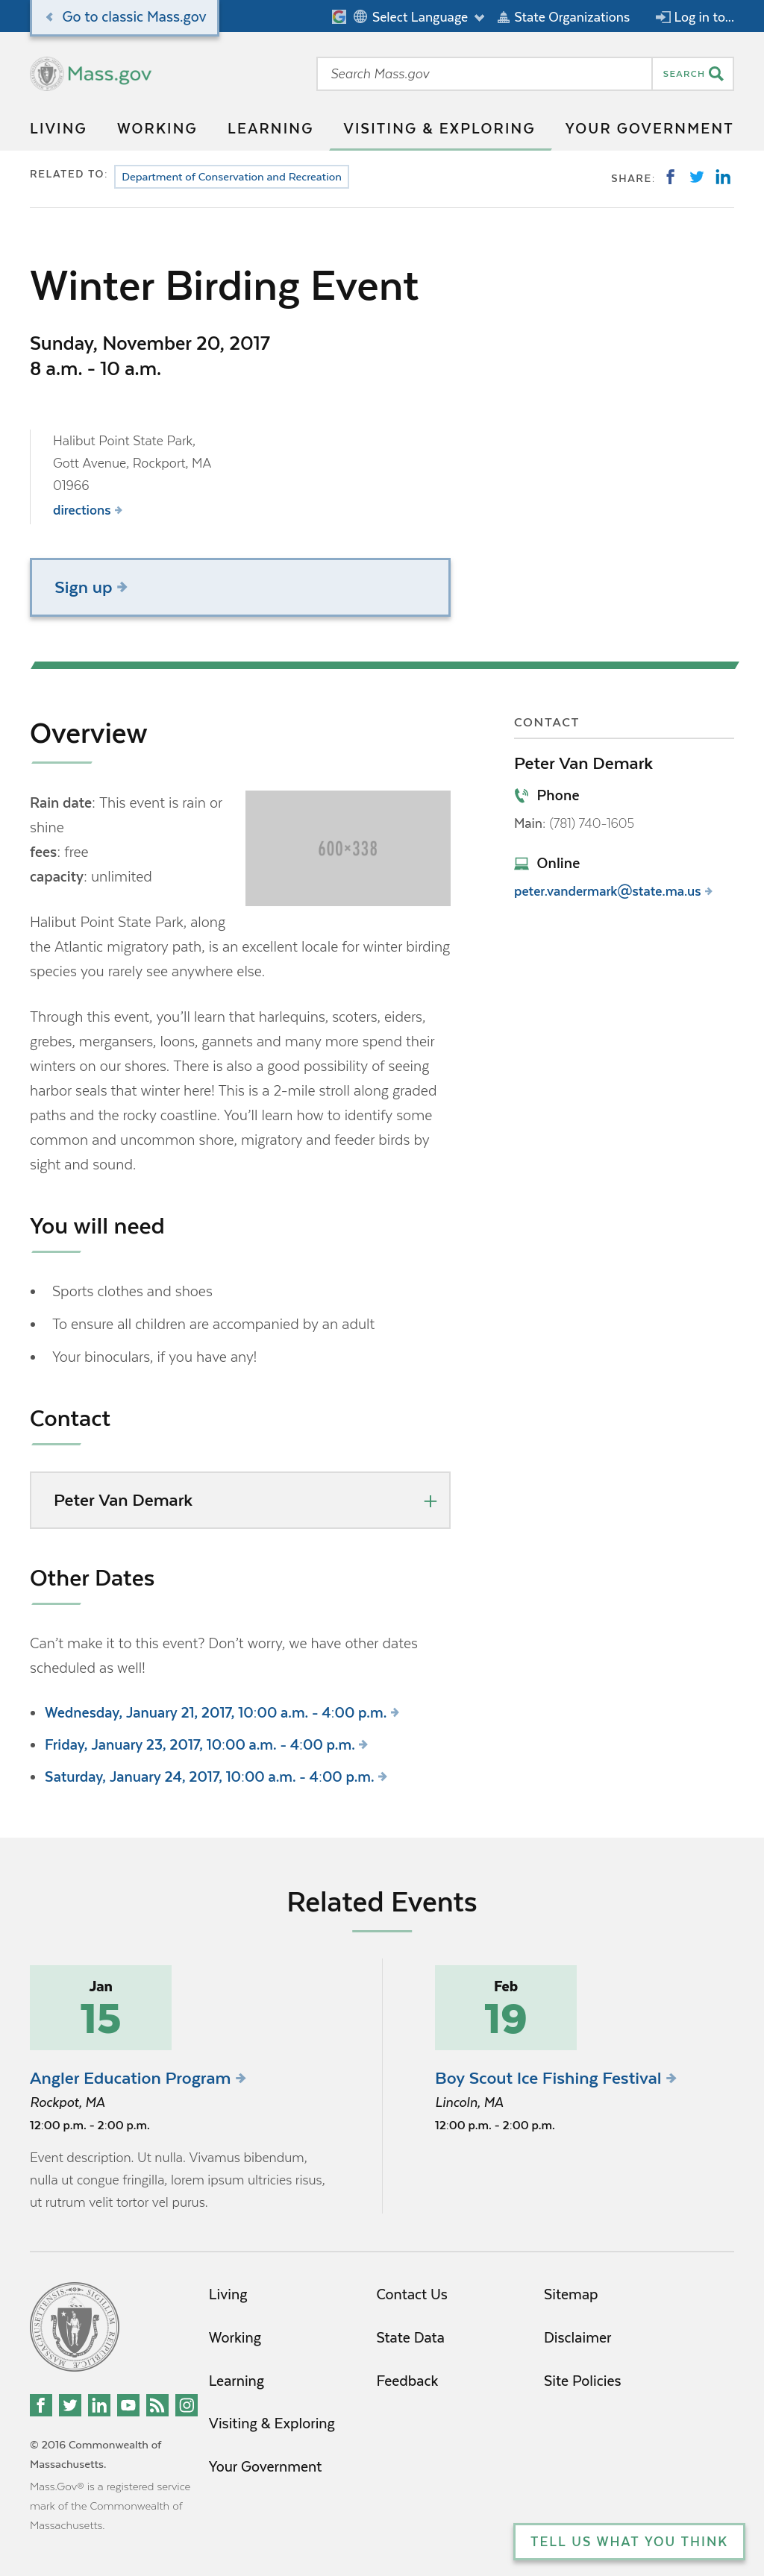 Go to classic Mass.gov
Select Language
State Organizations
Log in to...
Mass.gov
Search Mass.gov
SEARCH
LIVING
WORKING
LEARNING
VISITING & EXPLORING
YOUR GOVERNMENT
RELATED TO:
Department of Conservation and Recreation
SHARE:
Winter Birding Event
Sunday, November 20, 2017
8 a.m. - 10 a.m.
Halibut Point State Park,
Gott Avenue, Rockport, MA
01966
directions
Sign up
Overview
Rain date: This event is rain or
shine
fees: free
capacity: unlimited
600×338
Halibut Point State Park, along
the Atlantic migratory path, is an excellent locale for winter birding
species you rarely see anywhere else.
Through this event, you'll learn that harlequins, scoters, eiders,
grebes, mergansers, loons, gannets and many more spend their
winters on our shores. There is also a good possibility of seeing
harbor seals that winter here! This is a 2-mile stroll along graded
paths and the rocky coastline. You'll learn how to identify some
common and uncommon shore, migratory and feeder birds by
sight and sound.
You will need
Sports clothes and shoes
To ensure all children are accompanied by an adult
Your binoculars, if you have any!
Contact
Peter Van Demark
Other Dates
Can't make it to this event? Don't worry, we have other dates
scheduled as well!
Wednesday, January 21, 2017, 10:00 a.m. - 4:00 p.m.
Friday, January 23, 2017, 10:00 a.m. - 4:00 p.m.
Saturday, January 24, 2017, 10:00 a.m. - 4:00 p.m.
CONTACT
Peter Van Demark
Phone
Main: (781) 740-1605
Online
peter.vandermark@state.ma.us
Related Events
Jan
15
Angler Education Program
Rockpot, MA
12:00 p.m. - 2:00 p.m.
Event description. Ut nulla. Vivamus bibendum,
nulla ut congue fringilla, lorem ipsum ultricies risus,
ut rutrum velit tortor vel purus.
Feb
19
Boy Scout Ice Fishing Festival
Lincoln, MA
12:00 p.m. - 2:00 p.m.
Living
Working
Learning
Visiting & Exploring
Your Government
Contact Us
State Data
Feedback
Sitemap
Disclaimer
Site Policies
© 2016 Commonwealth of
Massachusetts.
Mass.Gov® is a registered service
mark of the Commonwealth of
Massachusetts.
TELL US WHAT YOU THINK